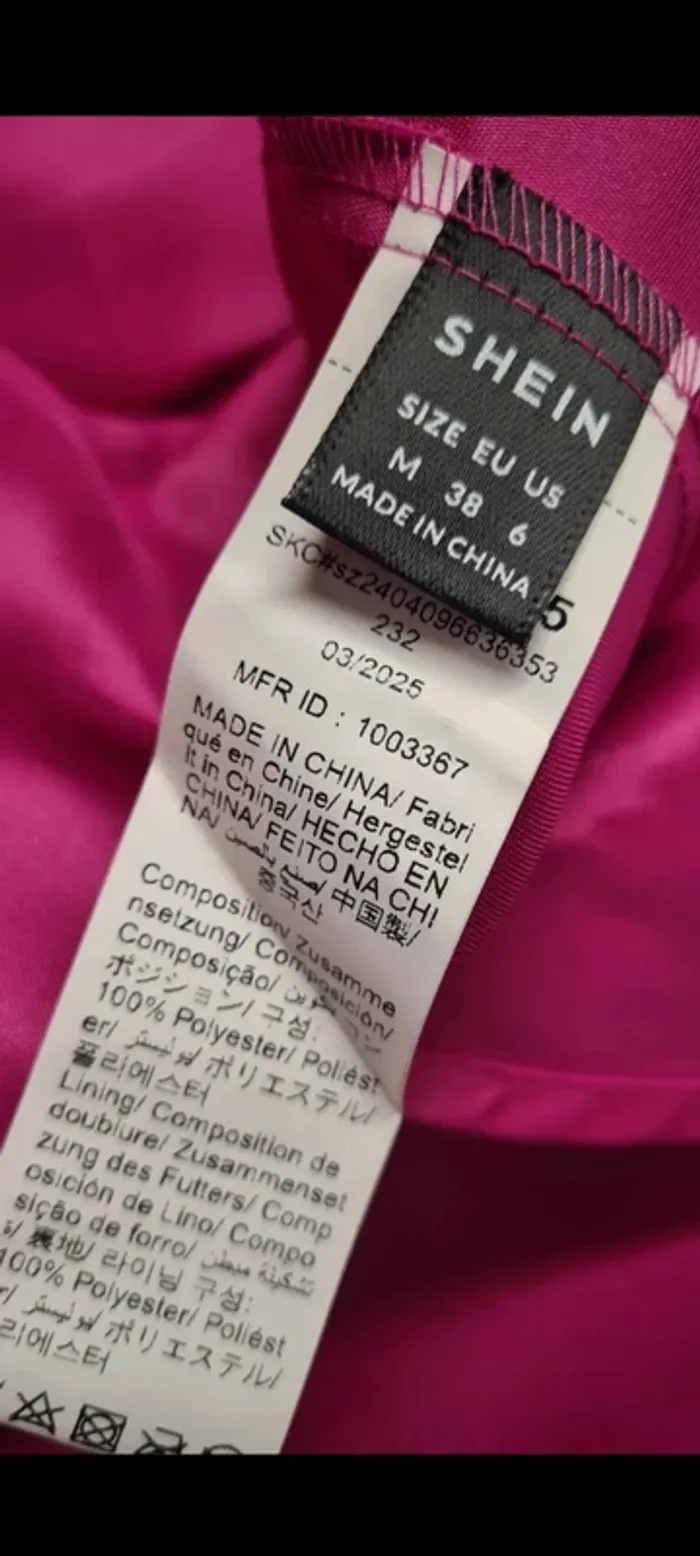 SHEIN
SIZE EU US
M 38 6
MADE IN CHINA
5
SKC#sz2404096636353
232
03/2025
MFR ID : 1003367
MADE IN CHINA/ Fabri
qué en Chine/ Hergestel
lt in China/ HECHO EN
CHINA/ FEITO NA CHI
NA/ صنع بالصين/ 中国製/
중국산
Composition/ Zusamme
nsetzung/ Composición/
Composição/ تكوين/ コン
ポジション/ 구성:
100% Polyester/ Poliést
er/ بوليستر/ ポリエステル/
폴리에스터
Lining/ Composition de
doublure/ Zusammenset
zung des Futters/ Comp
osición de Lino/ Compo
sição de forro/ تشكيلة مبطن
ة/ 裏地/ 라이닝 구성:
100% Polyester/ Poliést
r/ بوليستر/ ポリエステル/
리에스터